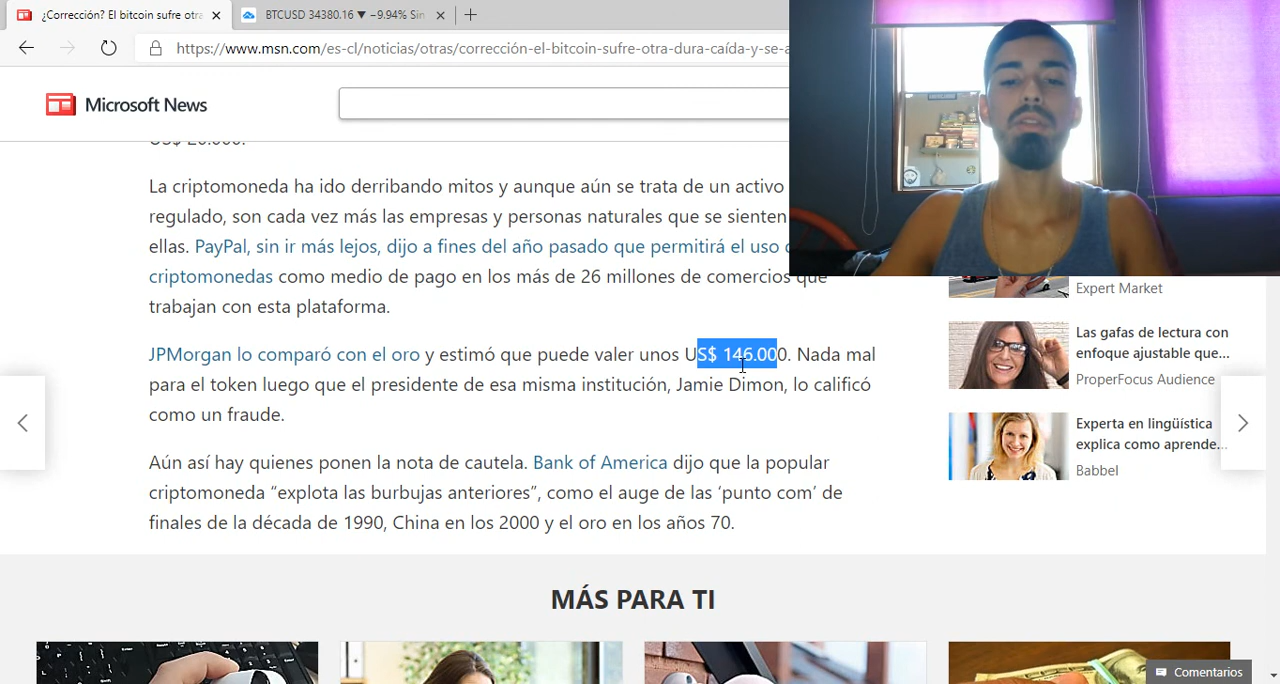 ¿Corrección? El bitcoin sufre otra
BTCUSD 34380.16 ▼ −9.94% Sin
https://www.msn.com/es-cl/noticias/otras/corrección-el-bitcoin-sufre-otra-dura-caída-y-se-a
Microsoft News
US$ 20.000.
La criptomoneda ha ido derribando mitos y aunque aún se trata de un activo
regulado, son cada vez más las empresas y personas naturales que se sienten
ellas. PayPal, sin ir más lejos, dijo a fines del año pasado que permitirá el uso
criptomonedas como medio de pago en los más de 26 millones de comercios que
trabajan con esta plataforma.
JPMorgan lo comparó con el oro y estimó que puede valer unos US$ 146.000. Nada mal
para el token luego que el presidente de esa misma institución, Jamie Dimon, lo calificó
como un fraude.
Aún así hay quienes ponen la nota de cautela. Bank of America dijo que la popular
criptomoneda “explota las burbujas anteriores”, como el auge de las ‘punto com’ de
finales de la década de 1990, China en los 2000 y el oro en los años 70.
Expert Market
Las gafas de lectura con
enfoque ajustable que...
ProperFocus Audience
Experta en lingüística
explica como aprende...
Babbel
MÁS PARA TI
Comentarios